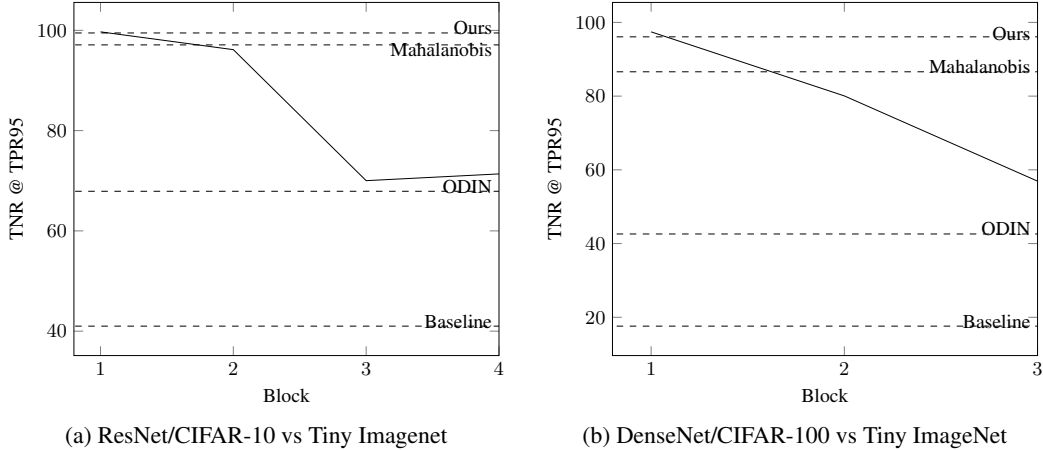 100
80
60
40
TNR @ TPR95
Ours
Mahalanobis
ODIN
Baseline
1 2 3 4
Block
(a) ResNet/CIFAR-10 vs Tiny Imagenet
100
80
60
40
20
TNR @ TPR95
Ours
Mahalanobis
ODIN
Baseline
1 2 3
Block
(b) DenseNet/CIFAR-100 vs Tiny ImageNet